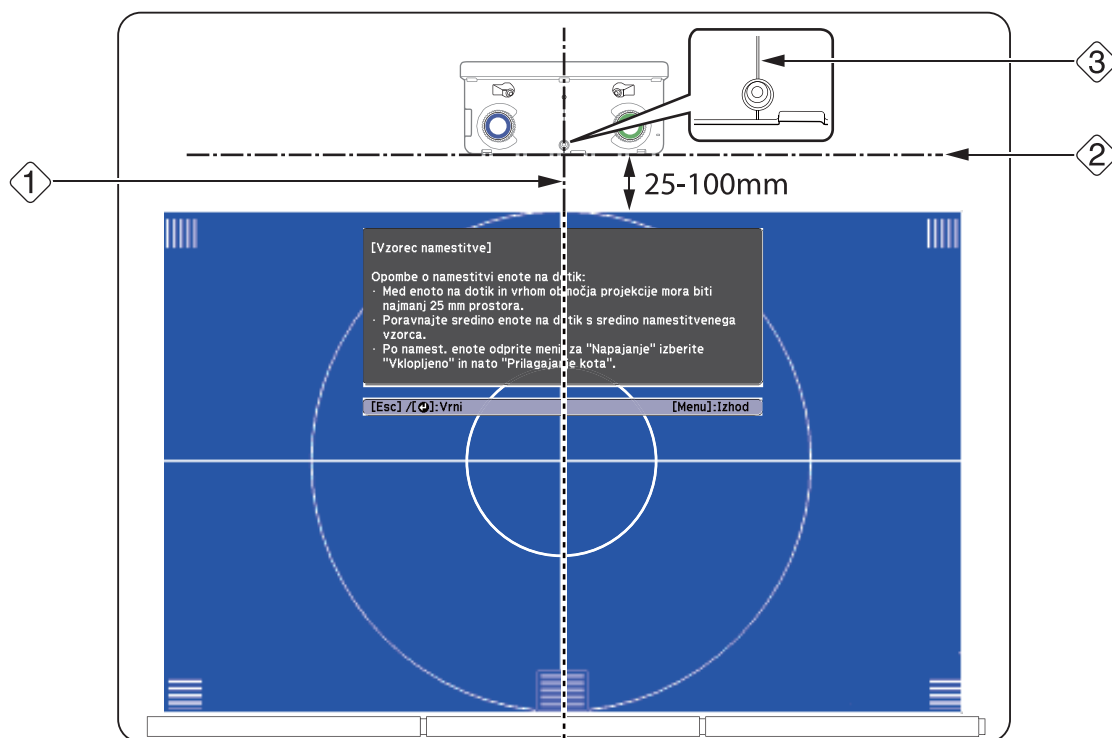 3
2
1
25-100mm
[Vzorec namestitve]
Opombe o namestitvi enote na dotik:
· Med enoto na dotik in vrhom območja projekcije mora biti
najmanj 25 mm prostora.
· Poravnajte sredino enote na dotik s sredino namestitvenega
vzorca.
· Po namest. enote odprite meni za "Napajanje" izberite
"Vklopljeno" in nato "Prilagajanje kota".
[Esc] /[⏎]:Vrni [Menu]:Izhod